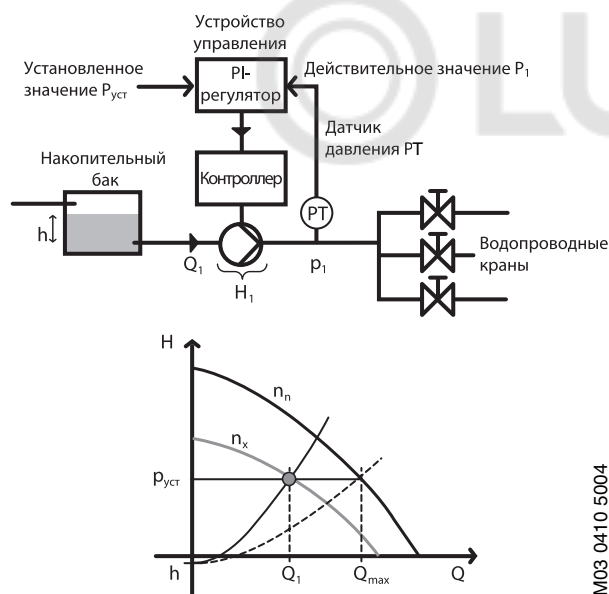 Устройство
управления
Установленное
значение Pуст
PI-
регулятор
Действительное значение P1
Датчик
давления PT
Накопительный
бак
Контроллер
PT
h
Q1
H1
p1
Водопроводные
краны
H
nn
nx
pуст
h
Q1
Qmax
Q
M03 0410 5004